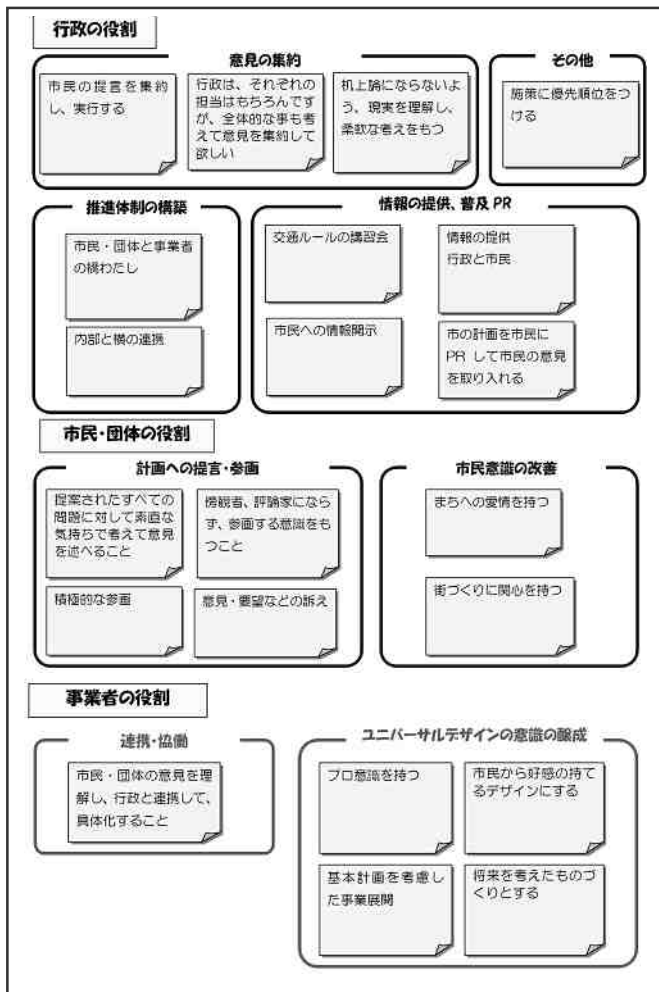 行政の役割
意見の集約
市民の提言を集約
し、実行する
行政は、それぞれの
担当はもちろんです
が、全体的な事も考
えて意見を集約して
欲しい
机上論にならないよ
う、現実を理解し、
柔軟な考えをもつ
その他
施策に優先順位をつ
ける
推進体制の構築
市民・団体と事業者
の橋わたし
内部と横の連携
情報の提供、普及PR
交通ルールの講習会
情報の提供
行政と市民
市民への情報開示
市の計画を市民に
PR して市民の意見
を取り入れる
市民・団体の役割
計画への提言・参画
提案されたすべての
問題に対して素直な
気持ちで考えて意見
を述べること
傍観者、評論家になら
ず、参画する意識をも
つこと
積極的な参画
意見・要望などの訴え
市民意識の改善
まちへの愛情を持つ
街づくりに関心を持つ
事業者の役割
連携・協働
市民・団体の意見を理
解し、行政と連携して、
具体化すること
ユニバーサルデザインの意識の醸成
プロ意識を持つ
市民から好感の持て
るデザインにする
基本計画を考慮し
た事業展開
将来を考えたものづ
くりとする